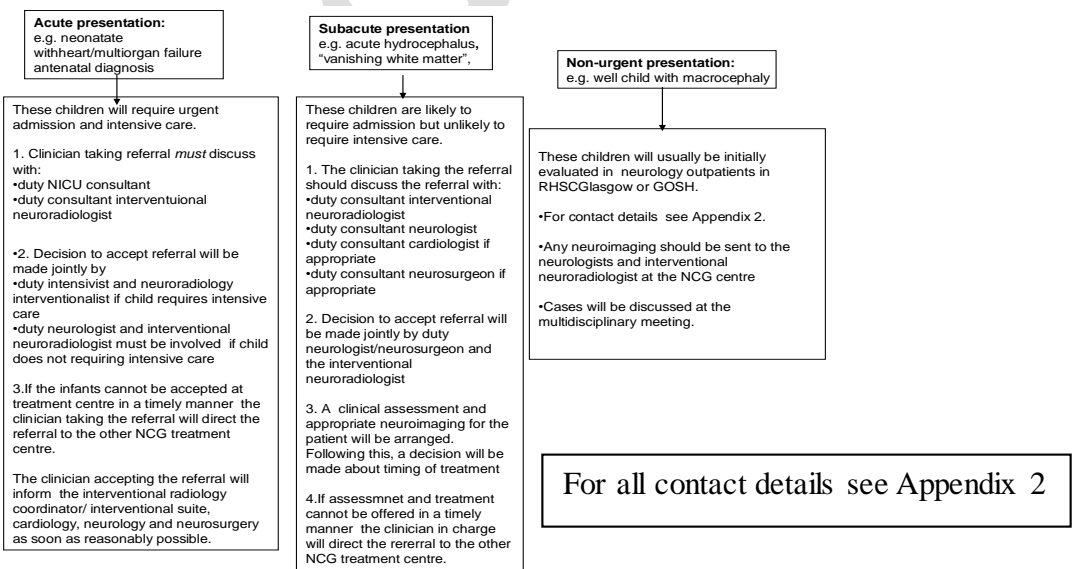 Acute presentation:
e.g. neonate
withheart/multiorgan failure
antenatal diagnosis
These children will require urgent
admission and intensive care.
1. Clinician taking referral must discuss
with:
•duty NICU consultant
•duty consultant interventuional
neuroradiologist
•2. Decision to accept referral will be
made jointly by
•duty intensivist and neuroradiology
interventionalist if child requires intensive
care
•duty neurologist and interventional
neuroradiologist must be involved if child
does not requiring intensive care
3.If the infants cannot be accepted at
treatment centre in a timely manner the
clinician taking the referral will direct the
referral to the other NCG treatment
centre.
The clinician accepting the referral will
inform the interventional radiology
coordinator/ interventional suite,
cardiology, neurology and neurosurgery
as soon as reasonably possible.
Subacute presentation
e.g. acute hydrocephalus,
“vanishing white matter”,
These children are likely to
require admission but unlikely to
require intensive care.
1. The clinician taking the referral
should discuss the referral with:
•duty consultant interventional
neuroradiologist
•duty consultant neurologist
•duty consultant cardiologist if
appropriate
•duty consultant neurosurgeon if
appropriate
2. Decision to accept referral will
be made jointly by duty
neurologist/neurosurgeon and
the interventional
neuroradiologist
3. A clinical assessment and
appropriate neuroimaging for the
patient will be arranged.
Following this, a decision will be
made about timing of treatment
4.If assessmnet and treatment
cannot be offered in a timely
manner the clinician in charge
will direct the rererral to the other
NCG treatment centre.
Non-urgent presentation:
e.g. well child with macrocephaly
These children will usually be initially
evaluated in neurology outpatients in
RHSCGlasgow or GOSH.
•For contact details see Appendix 2.
•Any neuroimaging should be sent to the
neurologists and interventional
neuroradiologist at the NCG centre
•Cases will be discussed at the
multidisciplinary meeting.
For all contact details see Appendix 2